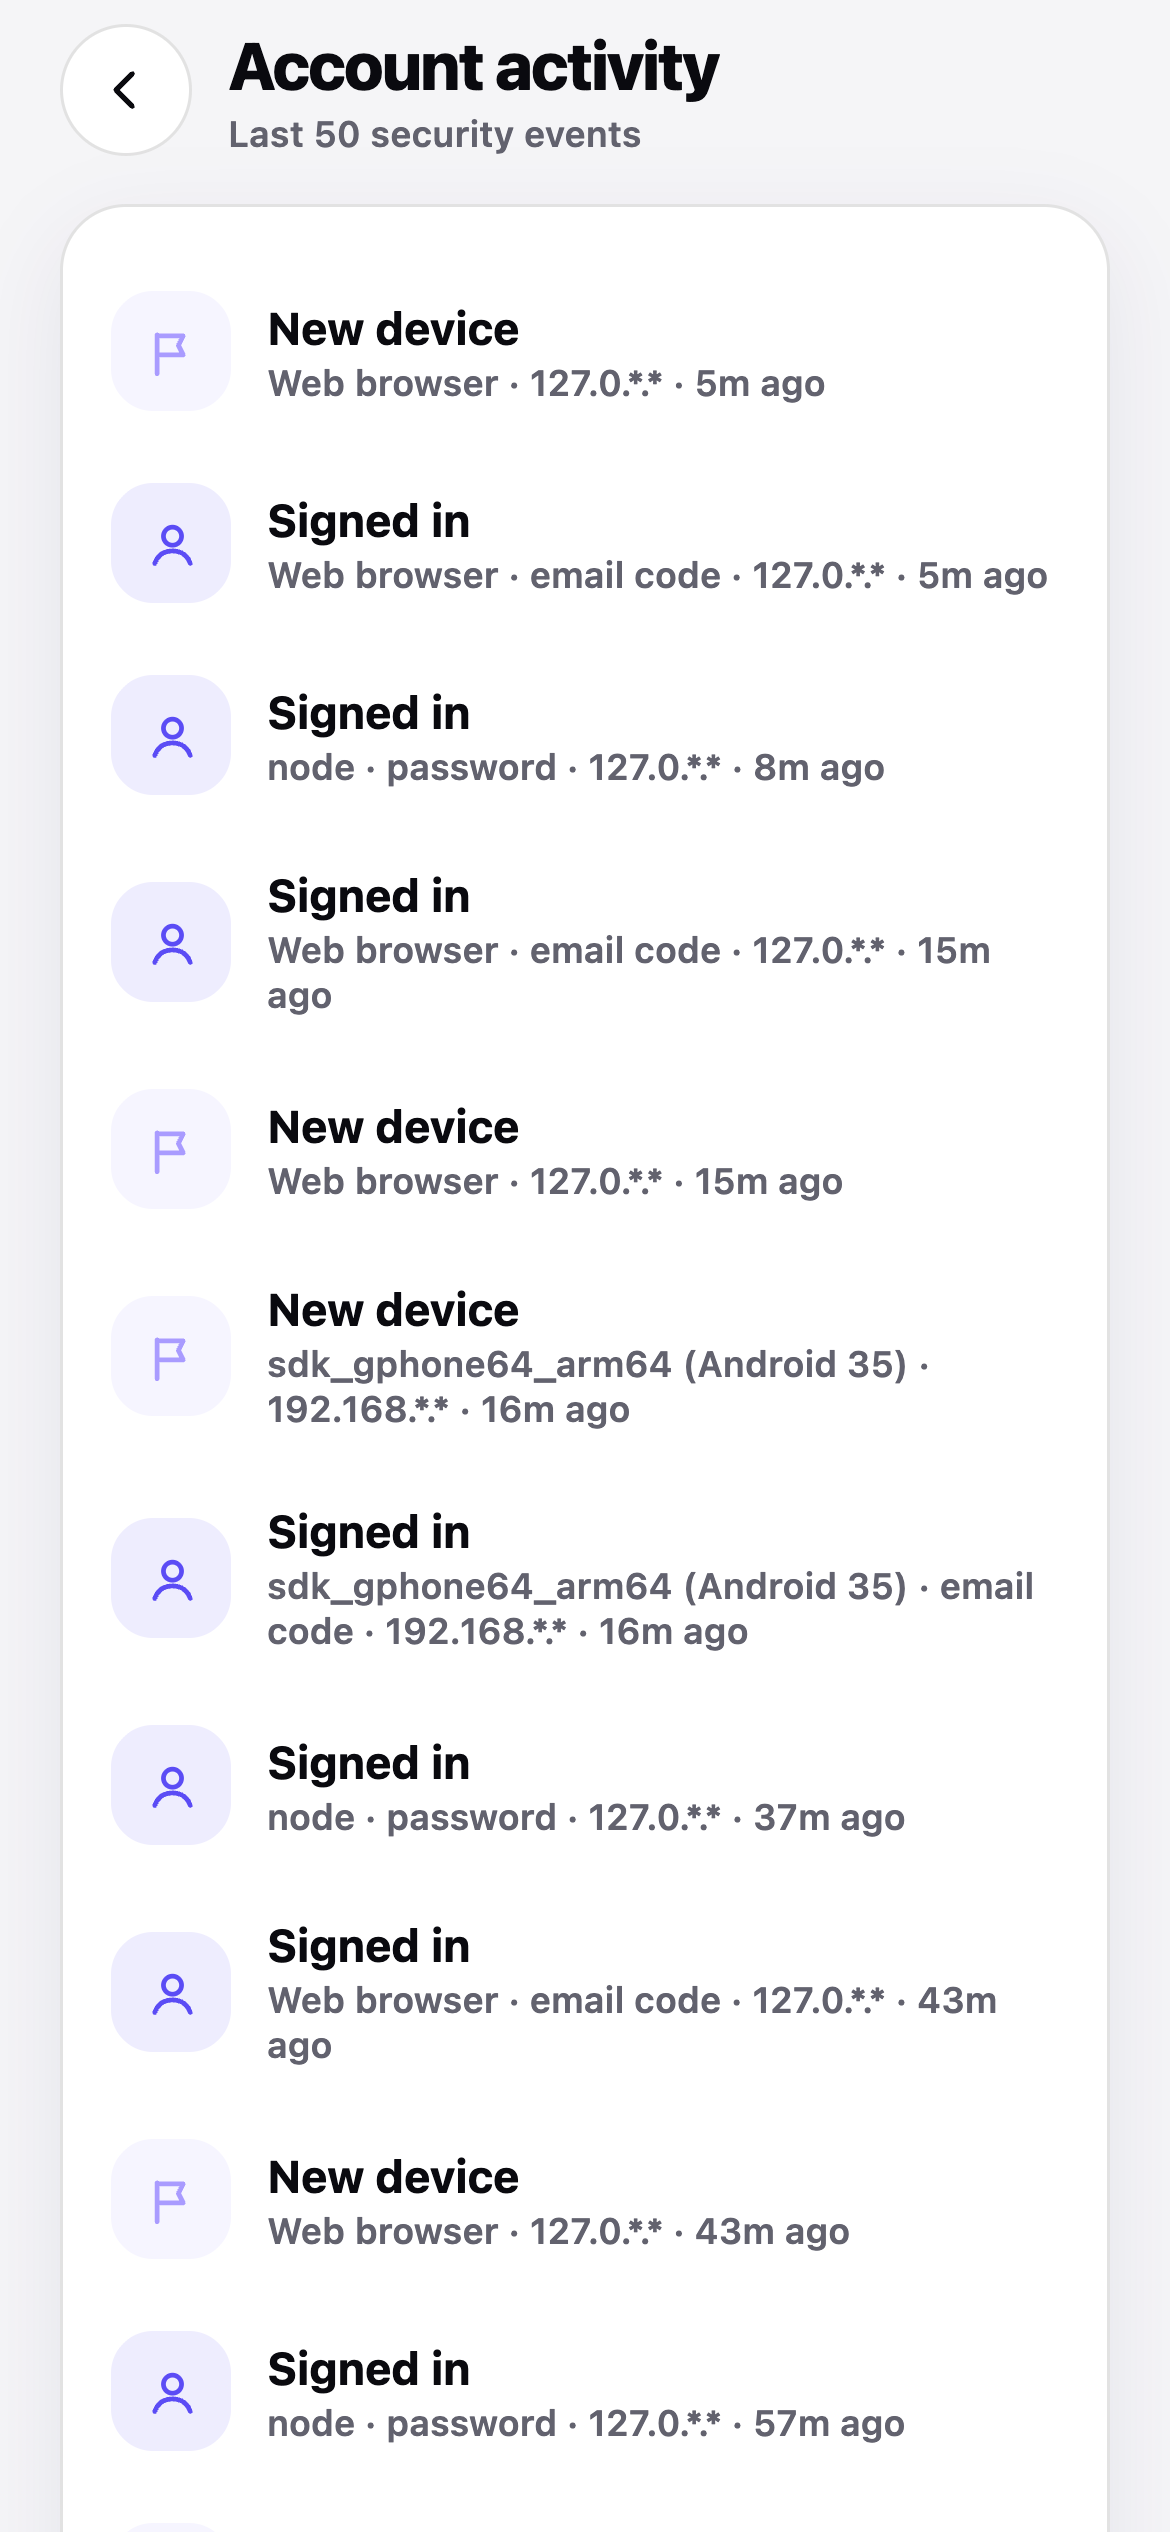 Account activity
Last 50 security events
New device
Web browser · 127.0.*.* · 5m ago
Signed in
Web browser · email code · 127.0.*.* · 5m ago
Signed in
node · password · 127.0.*.* · 8m ago
Signed in
Web browser · email code · 127.0.*.* · 15m
ago
New device
Web browser · 127.0.*.* · 15m ago
New device
sdk_gphone64_arm64 (Android 35) ·
192.168.*.* · 16m ago
Signed in
sdk_gphone64_arm64 (Android 35) · email
code · 192.168.*.* · 16m ago
Signed in
node · password · 127.0.*.* · 37m ago
Signed in
Web browser · email code · 127.0.*.* · 43m
ago
New device
Web browser · 127.0.*.* · 43m ago
Signed in
node · password · 127.0.*.* · 57m ago